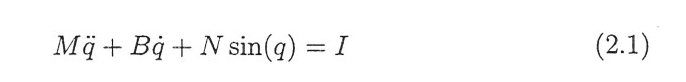 Mq̈ + Bq̇ + N sin(q) = I (2.1)